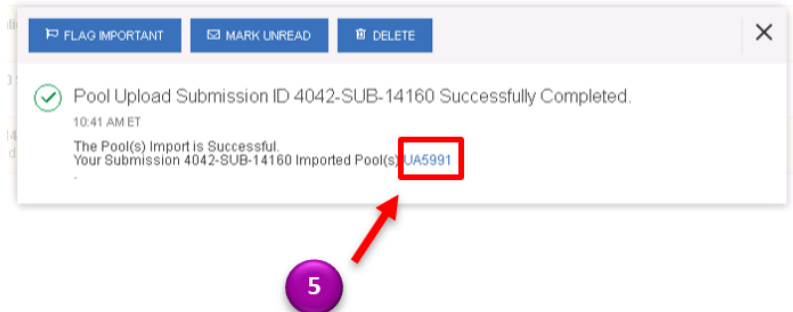 FLAG IMPORTANT
MARK UNREAD
DELETE
Pool Upload Submission ID 4042-SUB-14160 Successfully Completed.
10:41 AM ET
The Pool(s) Import is Successful.
Your Submission 4042-SUB-14160 Imported Pool(s) UA5991
.
5